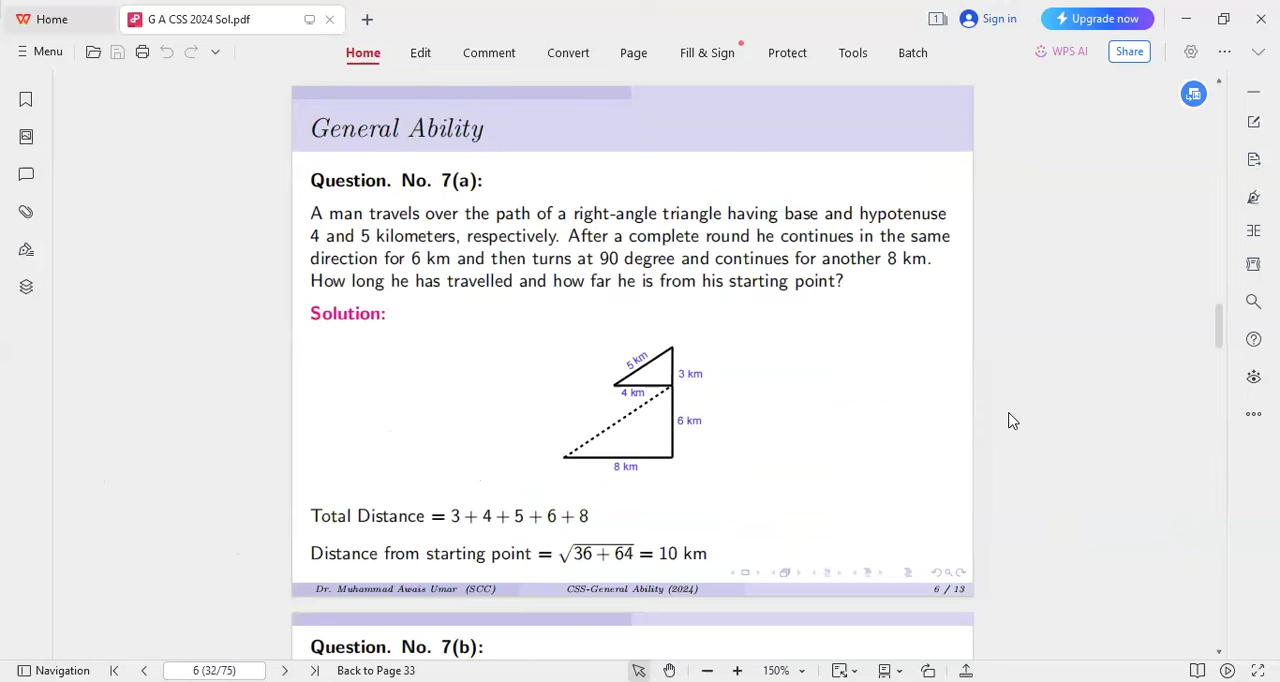 Home
G A CSS 2024 Sol.pdf
1
Sign in
Upgrade now
Menu
Home
Edit
Comment
Convert
Page
Fill & Sign
Protect
Tools
Batch
WPS AI
Share
General Ability
Question. No. 7(a):
A man travels over the path of a right-angle triangle having base and hypotenuse
4 and 5 kilometers, respectively. After a complete round he continues in the same
direction for 6 km and then turns at 90 degree and continues for another 8 km.
How long he has travelled and how far he is from his starting point?
Solution:
5 km
3 km
4 km
6 km
8 km
Total Distance = 3 + 4 + 5 + 6 + 8
Distance from starting point = √36 + 64 = 10 km
Dr. Muhammad Awais Umar (SCC)
CSS-General Ability (2024)
6 / 13
Question. No. 7(b):
Navigation
6 (32/75)
Back to Page 33
150%